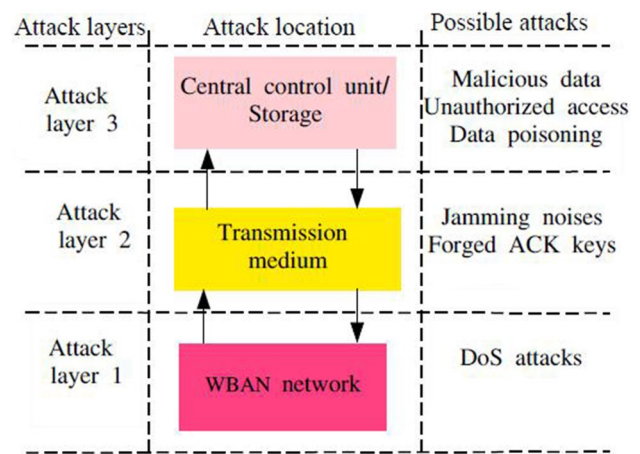 Attack layers
Attack location
Possible attacks
Attack
layer 3
Central control unit/
Storage
Malicious data
Unauthorized access
Data poisoning
Attack
layer 2
Transmission
medium
Jamming noises
Forged ACK keys
Attack
layer 1
WBAN network
DoS attacks